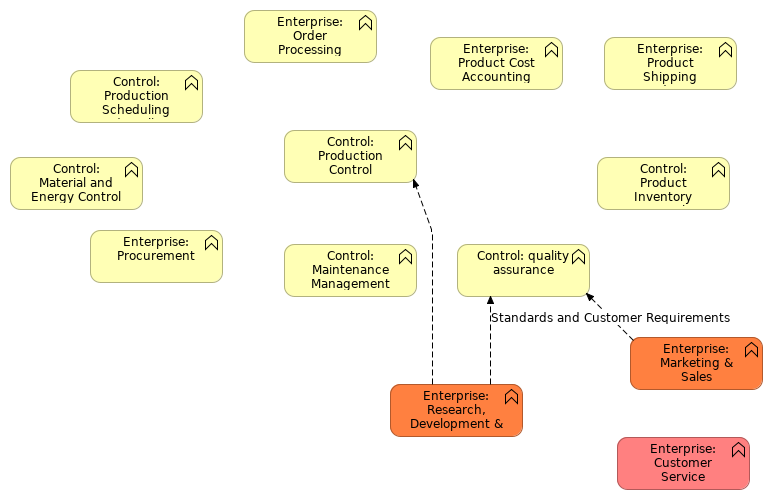 Enterprise:
Order
Processing
Enterprise:
Product Cost
Accounting
Enterprise:
Product
Shipping
Control:
Production
Scheduling
Control:
Production
Control
Control:
Material and
Energy Control
Control:
Product
Inventory
Enterprise:
Procurement
Control:
Maintenance
Management
Control: quality
assurance
Standards and Customer Requirements
Enterprise:
Marketing &
Sales
Enterprise:
Research,
Development &
Enterprise:
Customer
Service